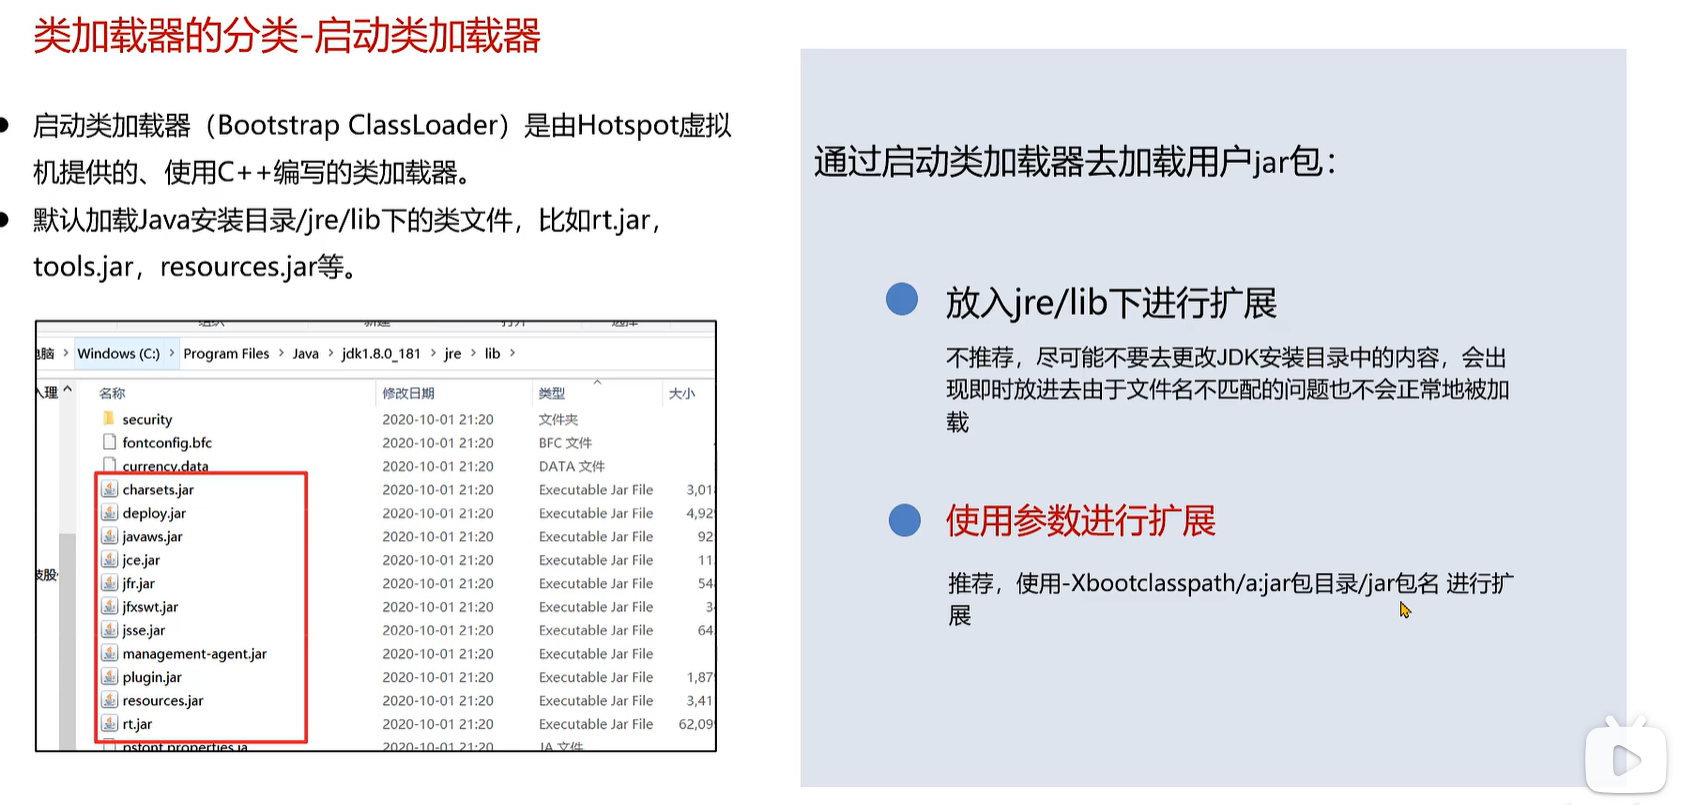 类加载器的分类-启动类加载器
启动类加载器（Bootstrap ClassLoader）是由Hotspot虚拟
机提供的、使用C++编写的类加载器。
默认加载Java安装目录/jre/lib下的类文件，比如rt.jar，
tools.jar，resources.jar等。
Windows (C:) > Program Files > Java > jdk1.8.0_181 > jre > lib >
名称 修改日期 类型 大小
security 2020-10-01 21:20 文件夹
fontconfig.bfc 2020-10-01 21:20 BFC 文件
currency.data 2020-10-01 21:20 DATA 文件
charsets.jar 2020-10-01 21:20 Executable Jar File 3,01
deploy.jar 2020-10-01 21:20 Executable Jar File 4,92
javaws.jar 2020-10-01 21:20 Executable Jar File 92
jce.jar 2020-10-01 21:20 Executable Jar File 11
jfr.jar 2020-10-01 21:20 Executable Jar File 54
jfxswt.jar 2020-10-01 21:20 Executable Jar File 3
jsse.jar 2020-10-01 21:20 Executable Jar File 64
management-agent.jar 2020-10-01 21:20 Executable Jar File
plugin.jar 2020-10-01 21:20 Executable Jar File 1,87
resources.jar 2020-10-01 21:20 Executable Jar File 3,41
rt.jar 2020-10-01 21:20 Executable Jar File 62,09
2020-10-01 21:20 JA 文件
通过启动类加载器去加载用户jar包：
放入jre/lib下进行扩展
不推荐，尽可能不要去更改JDK安装目录中的内容，会出
现即时放进去由于文件名不匹配的问题也不会正常地被加
载
使用参数进行扩展
推荐，使用-Xbootclasspath/a:jar包目录/jar包名 进行扩
展